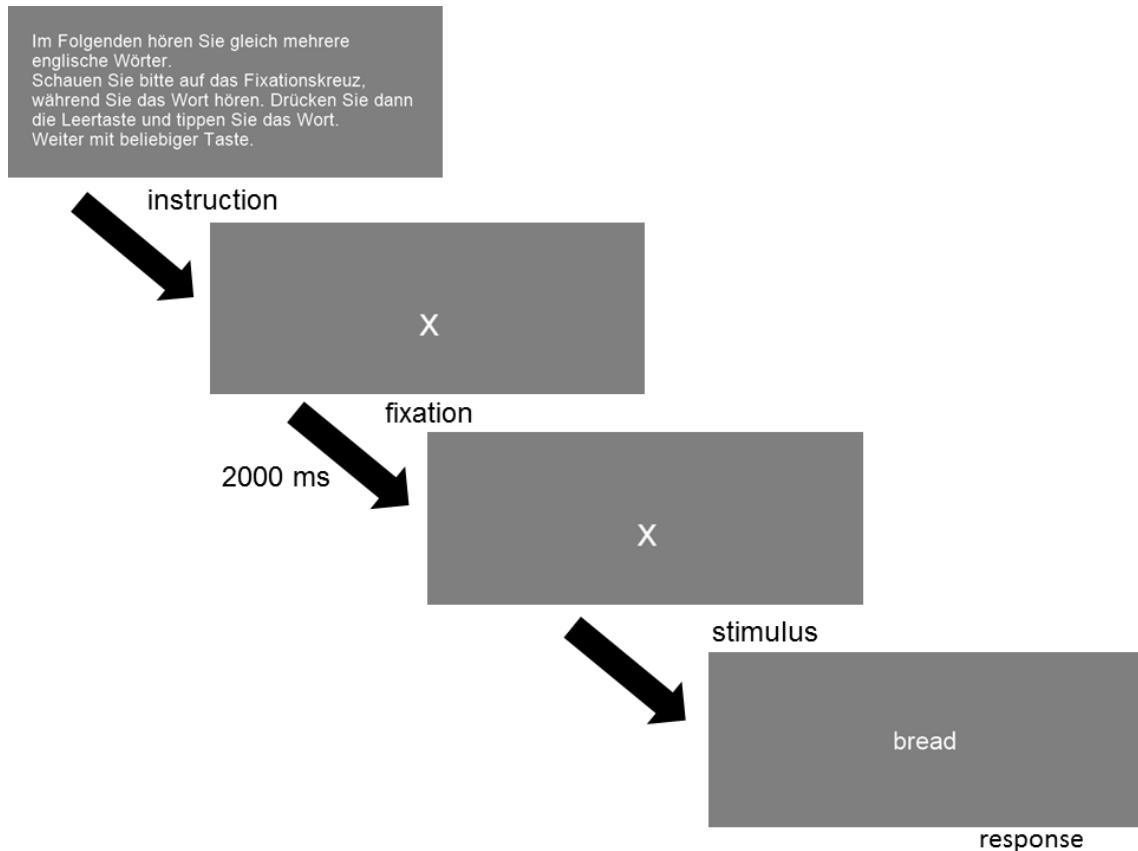 Im Folgenden hören Sie gleich mehrere
englische Wörter.
Schauen Sie bitte auf das Fixationskreuz,
während Sie das Wort hören. Drücken Sie dann
die Leertaste und tippen Sie das Wort.
Weiter mit beliebiger Taste.
instruction
x
fixation
2000 ms
x
stimulus
bread
response